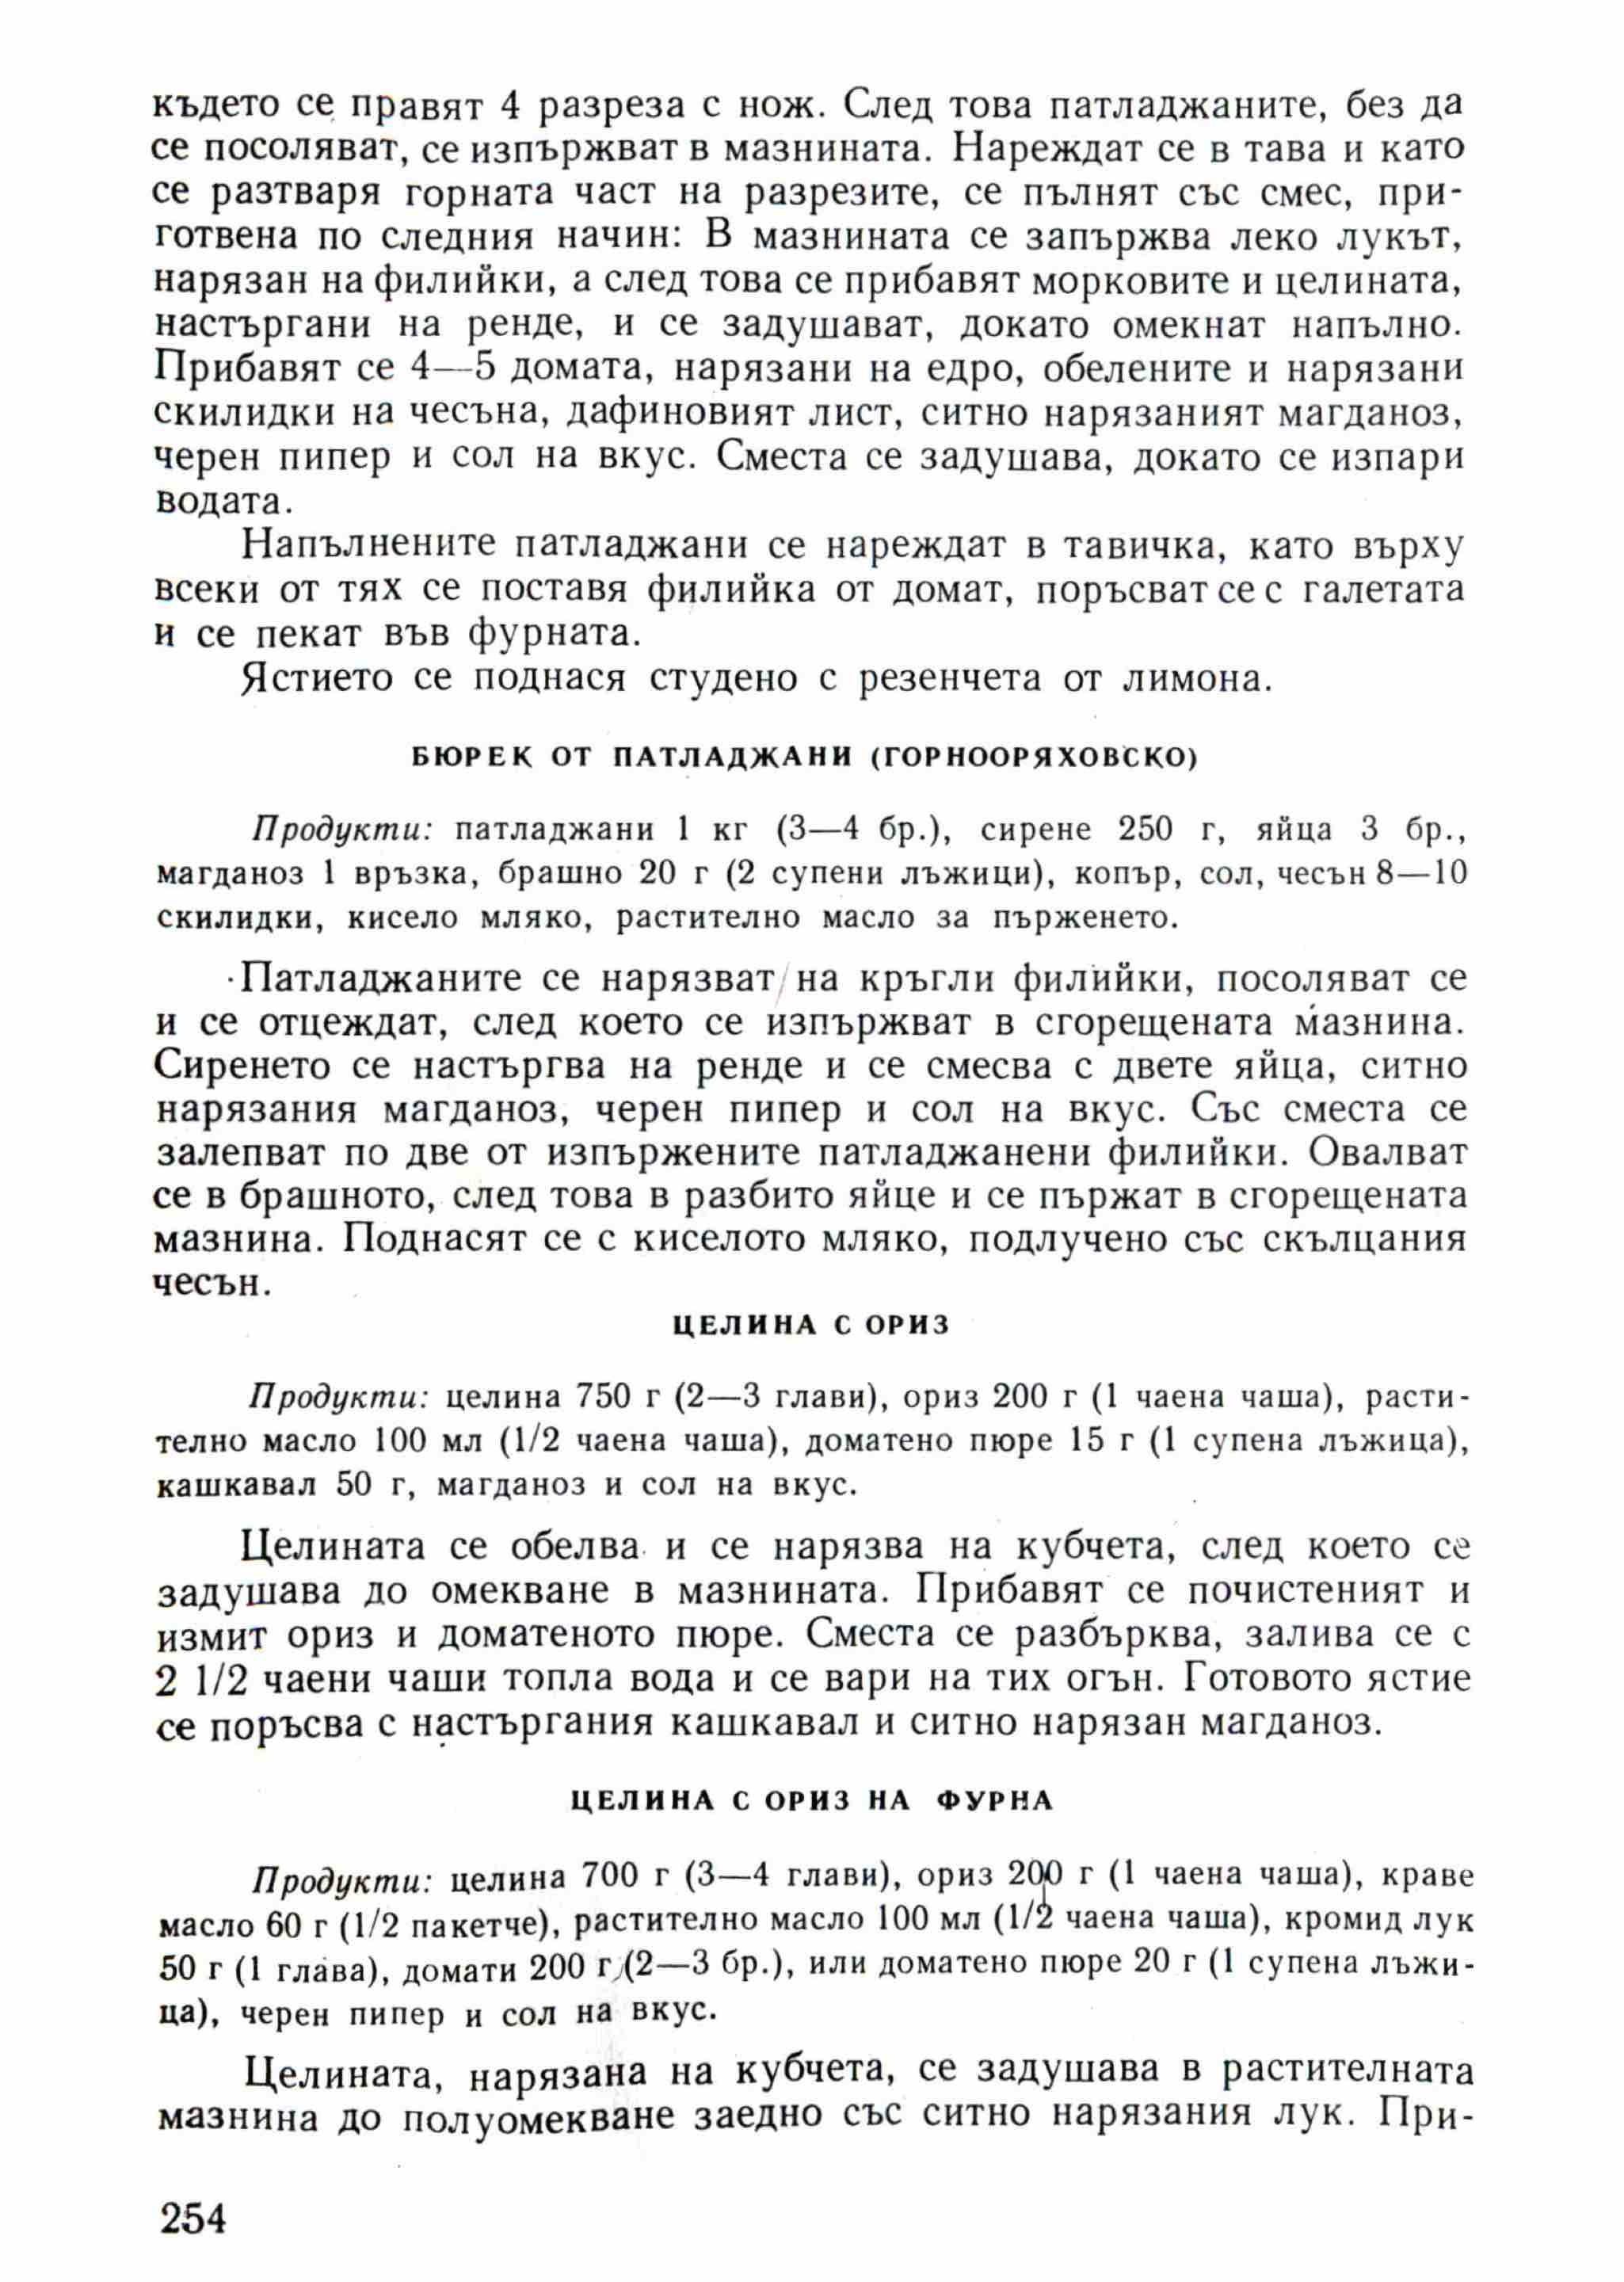 където се правят 4 разреза с нож. След това патладжаните, без да
се посоляват, се изпържват в мазнината. Нареждат се в тава и като
се разтваря горната част на разрезите, се пълнят със смес, при-
готвена по следния начин: В мазнината се запържва леко лукът,
нарязан на филийки, а след това се прибавят морковите и целината,
настъргани на ренде, и се задушават, докато омекнат напълно.
Прибавят се 4—5 домата, нарязани на едро, обелените и нарязани
скилидки на чесъна, дафиновият лист, ситно нарязаният магданоз,
черен пипер и сол на вкус. Сместа се задушава, докато се изпари
водата.
Напълнените патладжани се нареждат в тавичка, като върху
всеки от тях се поставя филийка от домат, поръсват се с галетата
и се пекат във фурната.
Ястието се поднася студено с резенчета от лимона.
БЮРЕК ОТ ПАТЛАДЖАНИ (ГОРНООРЯХОВСКО)
Продукти: патладжани 1 кг (3—4 бр.), сирене 250 г, яйца 3 бр.,
магданоз 1 връзка, брашно 20 г (2 супени лъжици), копър, сол, чесън 8—10
скилидки, кисело мляко, растително масло за пърженето.
Патладжаните се нарязват на кръгли филийки, посоляват се
и се отцеждат, след което се изпържват в сгорещената мазнина.
Сиренето се настъргва на ренде и се смесва с двете яйца, ситно
нарязания магданоз, черен пипер и сол на вкус. Със сместа се
залепват по две от изпържените патладжанени филийки. Овалват
се в брашното, след това в разбито яйце и се пържат в сгорещената
мазнина. Поднасят се с киселото мляко, подлучено със скълцания
чесън.
ЦЕЛИНА С ОРИЗ
Продукти: целина 750 г (2—3 глави), ориз 200 г (1 чаена чаша), расти-
телно масло 100 мл (1/2 чаена чаша), доматено пюре 15 г (1 супена лъжица),
кашкавал 50 г, магданоз и сол на вкус.
Целината се обелва и се нарязва на кубчета, след което се
задушава до омекване в мазнината. Прибавят се почистеният и
измит ориз и доматеното пюре. Сместа се разбърква, залива се с
2 1/2 чаени чаши топла вода и се вари на тих огън. Готовото ястие
се поръсва с настъргания кашкавал и ситно нарязан магданоз.
ЦЕЛИНА С ОРИЗ НА ФУРНА
Продукти: целина 700 г (3—4 глави), ориз 200 г (1 чаена чаша), краве
масло 60 г (1/2 пакетче), растително масло 100 мл (1/2 чаена чаша), кромид лук
50 г (1 глава), домати 200 г (2—3 бр.), или доматено пюре 20 г (1 супена лъжи-
ца), черен пипер и сол на вкус.
Целината, нарязана на кубчета, се задушава в растителната
мазнина до полуомекване заедно със ситно нарязания лук. При-
254